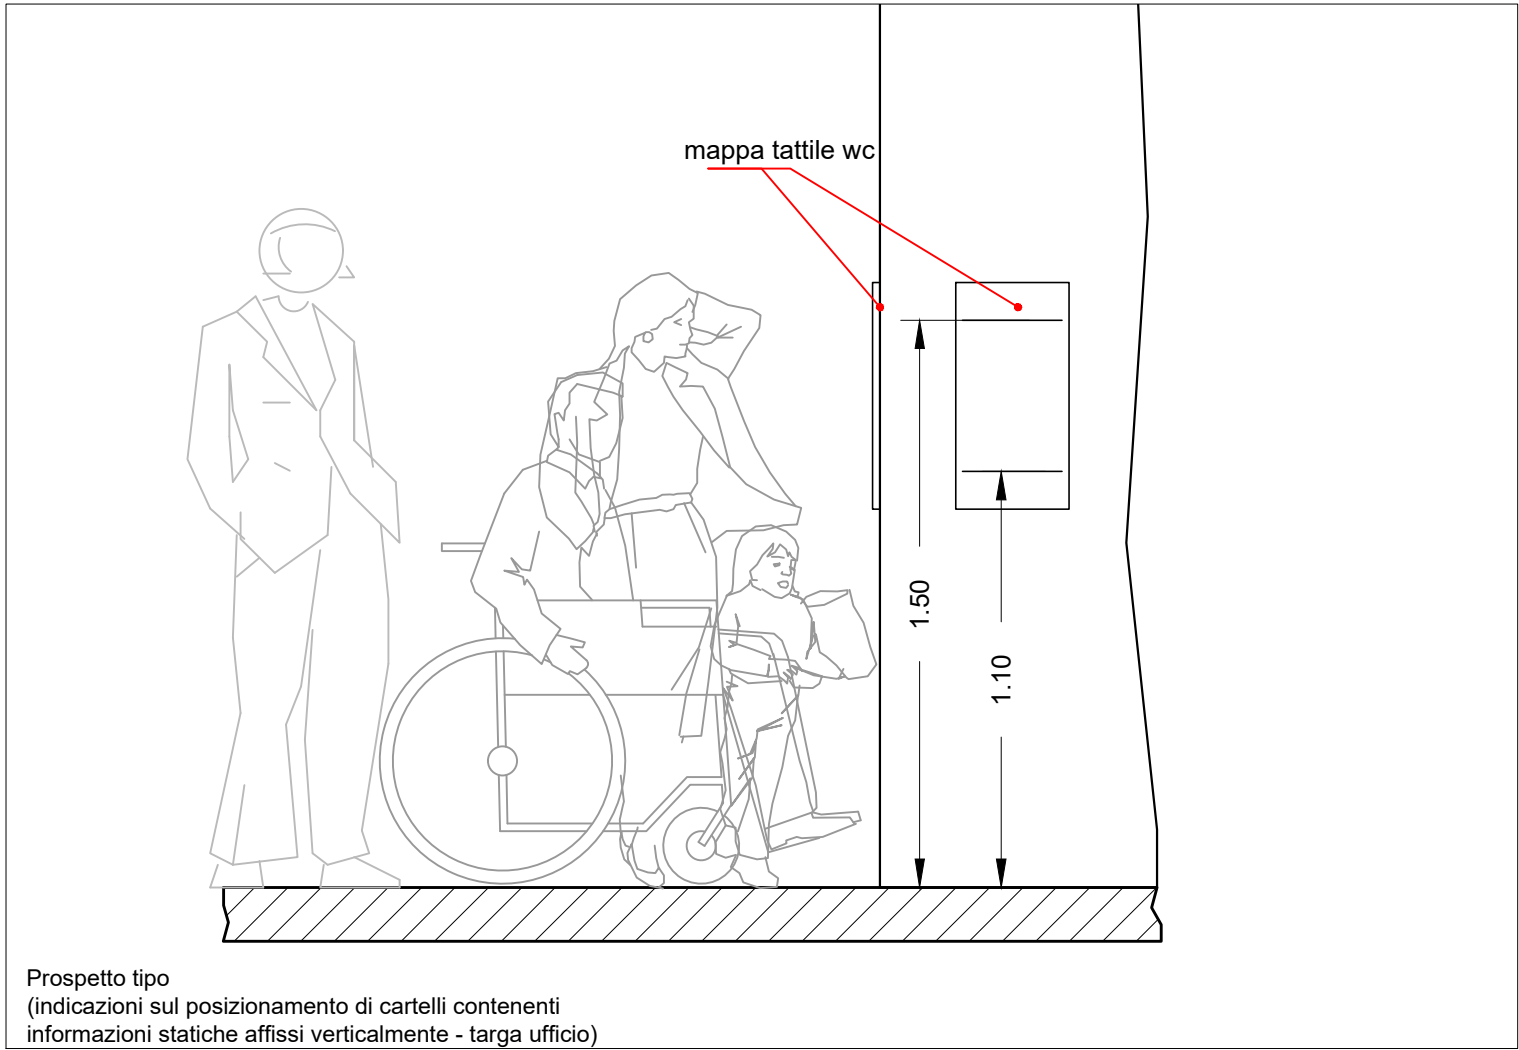 mappa tattile wc
1.50
1.10
Prospetto tipo
(indicazioni sul posizionamento di cartelli contenenti
informazioni statiche affissi verticalmente - targa ufficio)